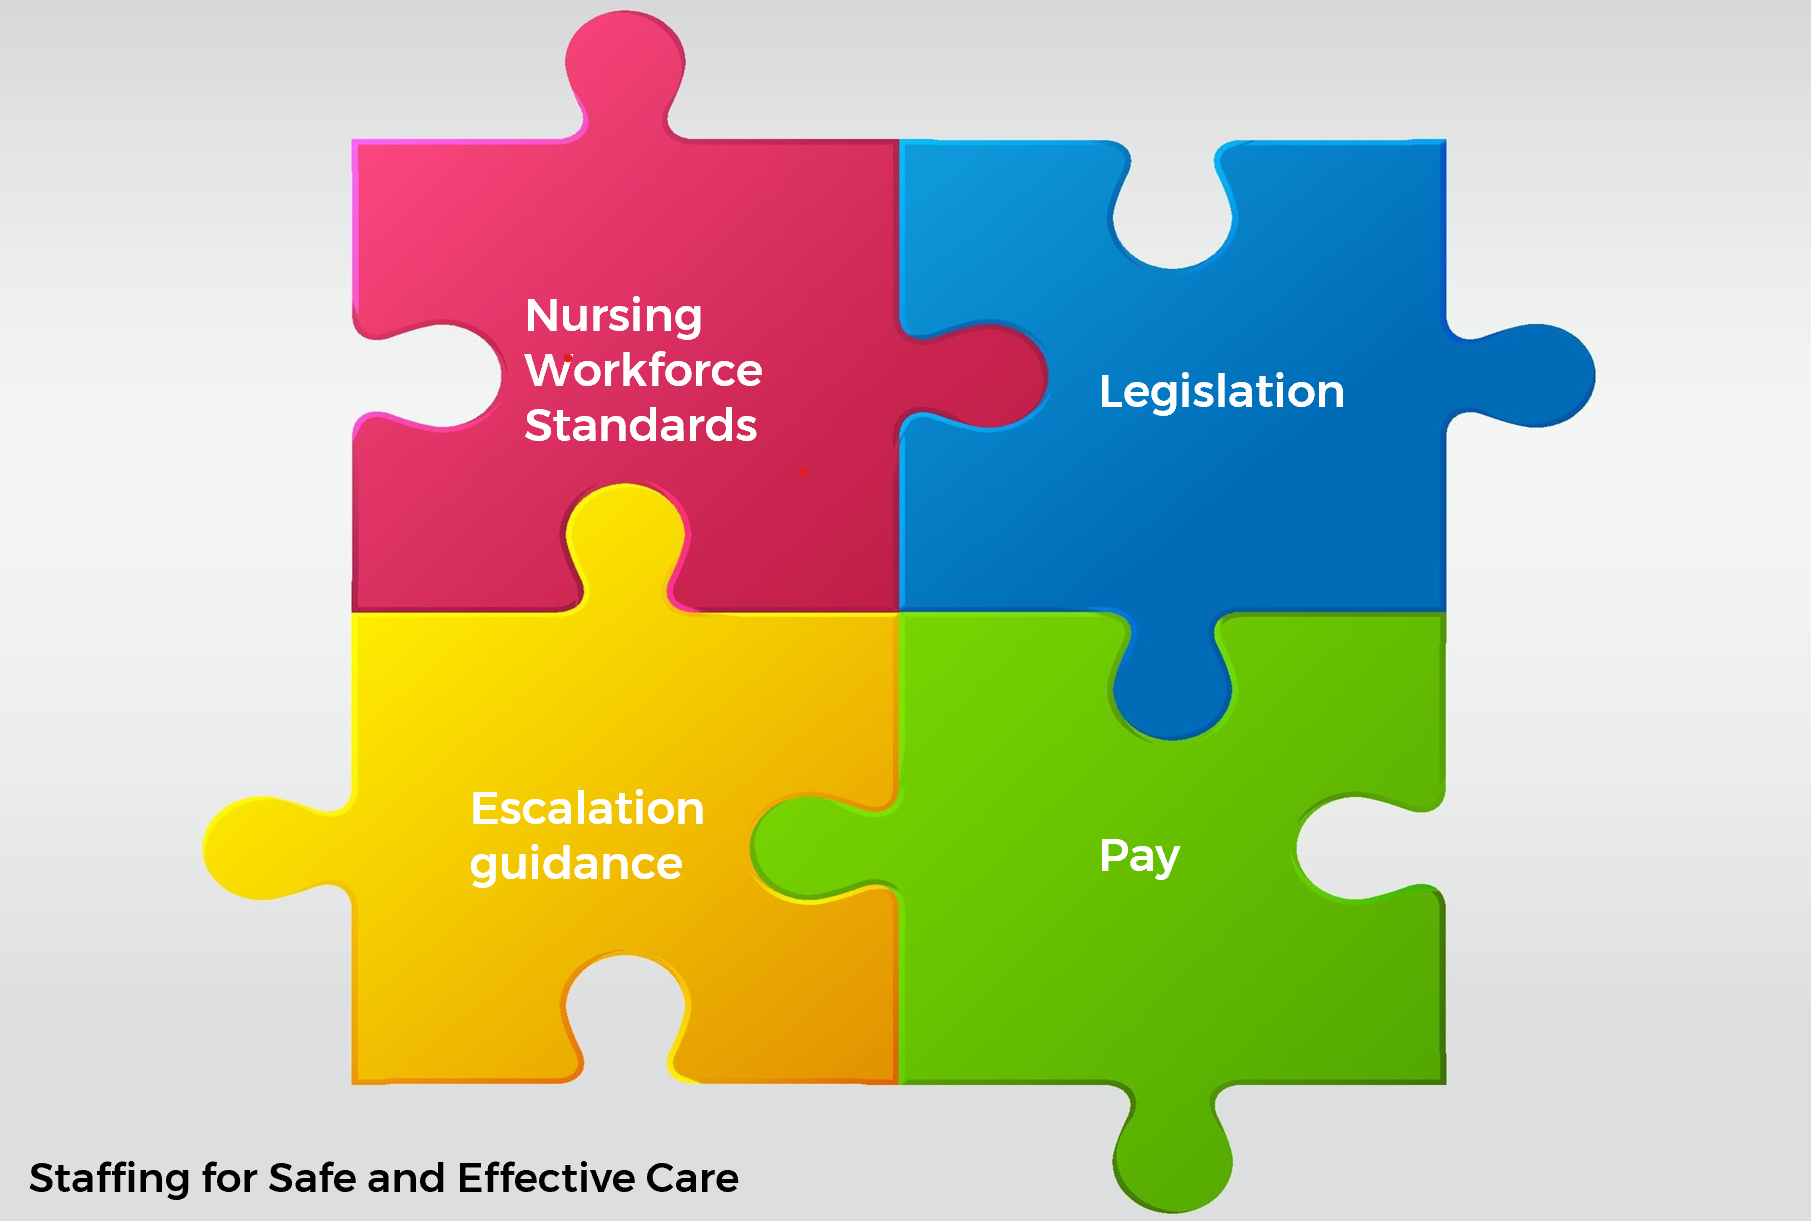 Nursing
Workforce
Standards
Legislation
Escalation
guidance
Pay
Staffing for Safe and Effective Care